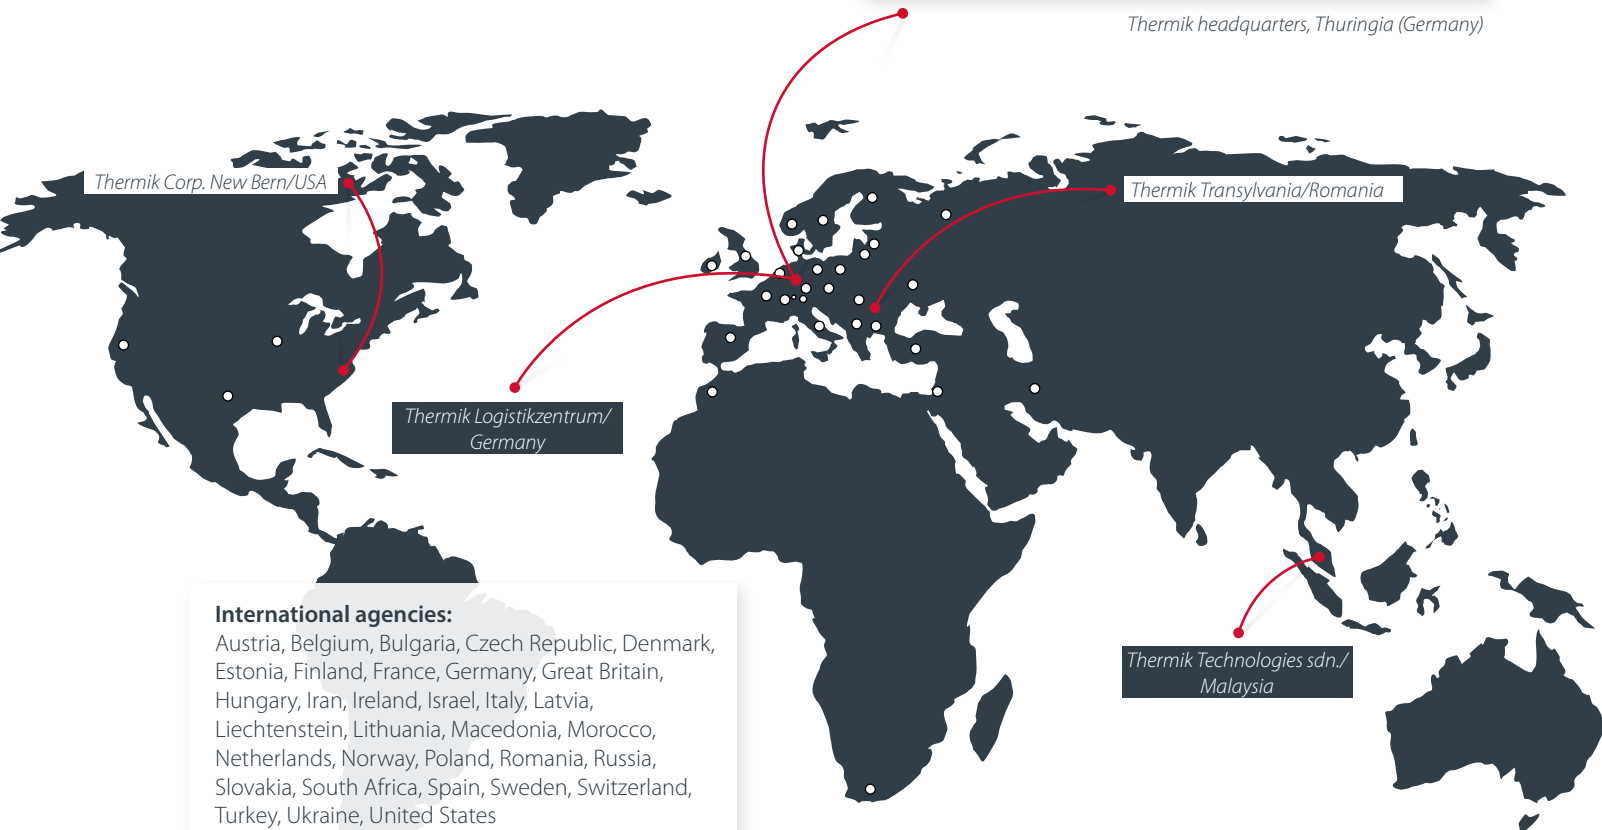 Thermik headquarters, Thuringia (Germany)
Thermik Corp. New Bern/USA
Thermik Transylvania/Romania
Thermik Logistikzentrum/
Germany
International agencies:
Austria, Belgium, Bulgaria, Czech Republic, Denmark,
Estonia, Finland, France, Germany, Great Britain,
Hungary, Iran, Ireland, Israel, Italy, Latvia,
Liechtenstein, Lithuania, Macedonia, Morocco,
Netherlands, Norway, Poland, Romania, Russia,
Slovakia, South Africa, Spain, Sweden, Switzerland,
Turkey, Ukraine, United States
Thermik Technologies sdn./
Malaysia